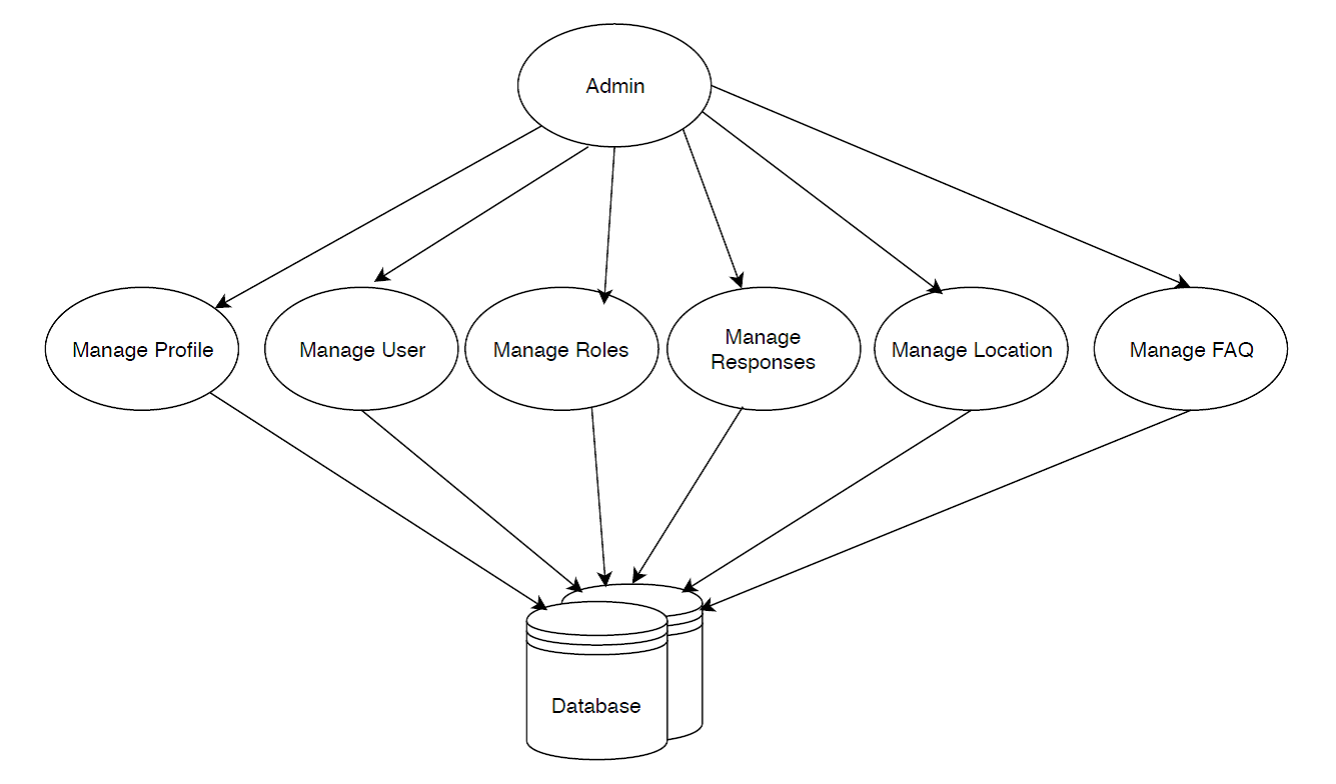 Admin
Manage Profile
Manage User
Manage Roles
Manage
Responses
Manage Location
Manage FAQ
Database